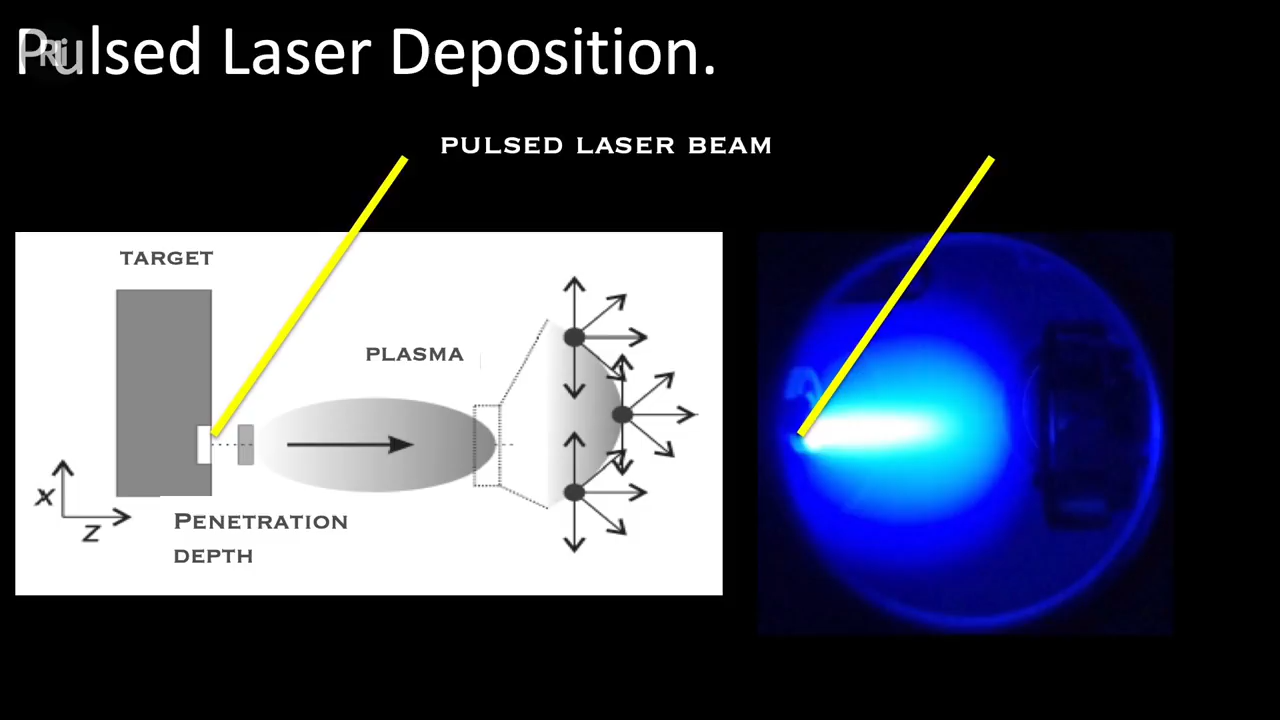 Pulsed Laser Deposition.
PULSED LASER BEAM
TARGET
PLASMA
X
Z
PENETRATION
DEPTH